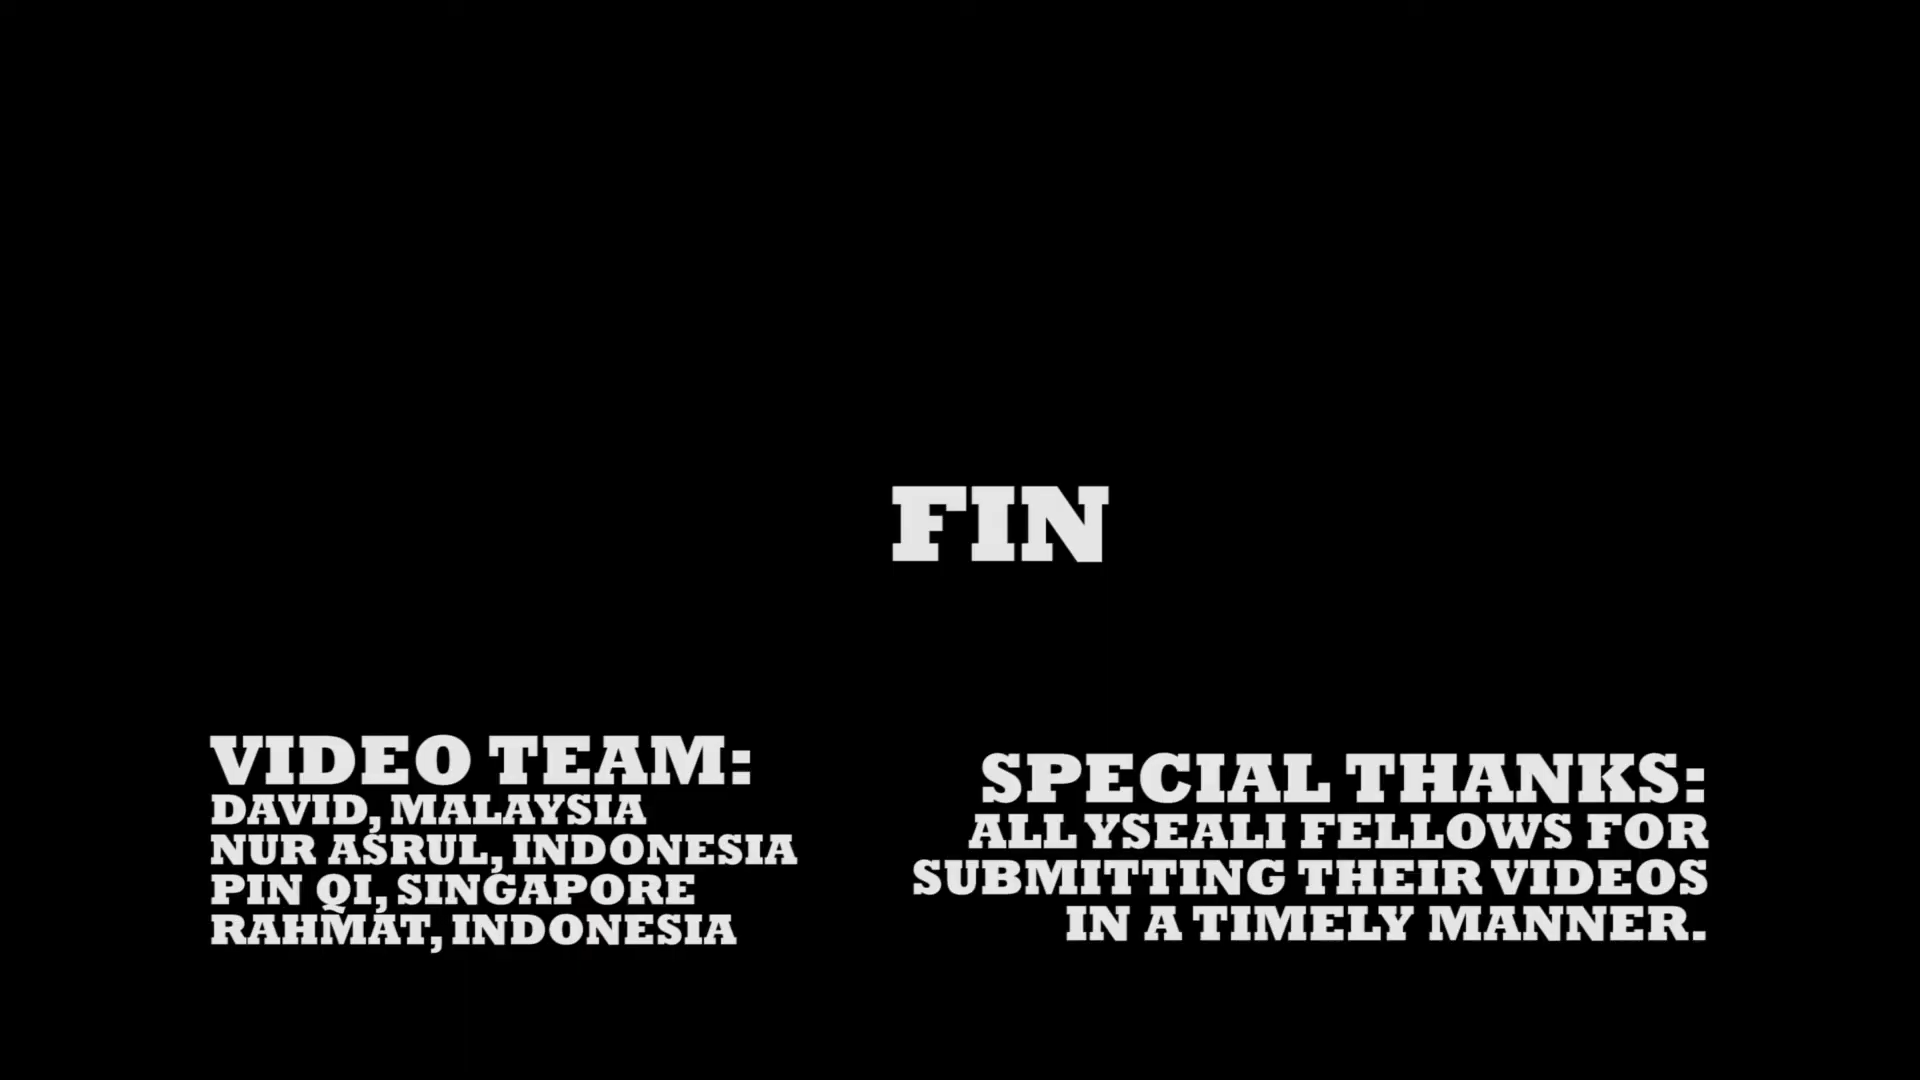 FIN
VIDEO TEAM:
DAVID, MALAYSIA
NUR ASRUL, INDONESIA
PIN QI, SINGAPORE
RAHMAT, INDONESIA
SPECIAL THANKS:
ALL YSEALI FELLOWS FOR
SUBMITTING THEIR VIDEOS
IN A TIMELY MANNER.